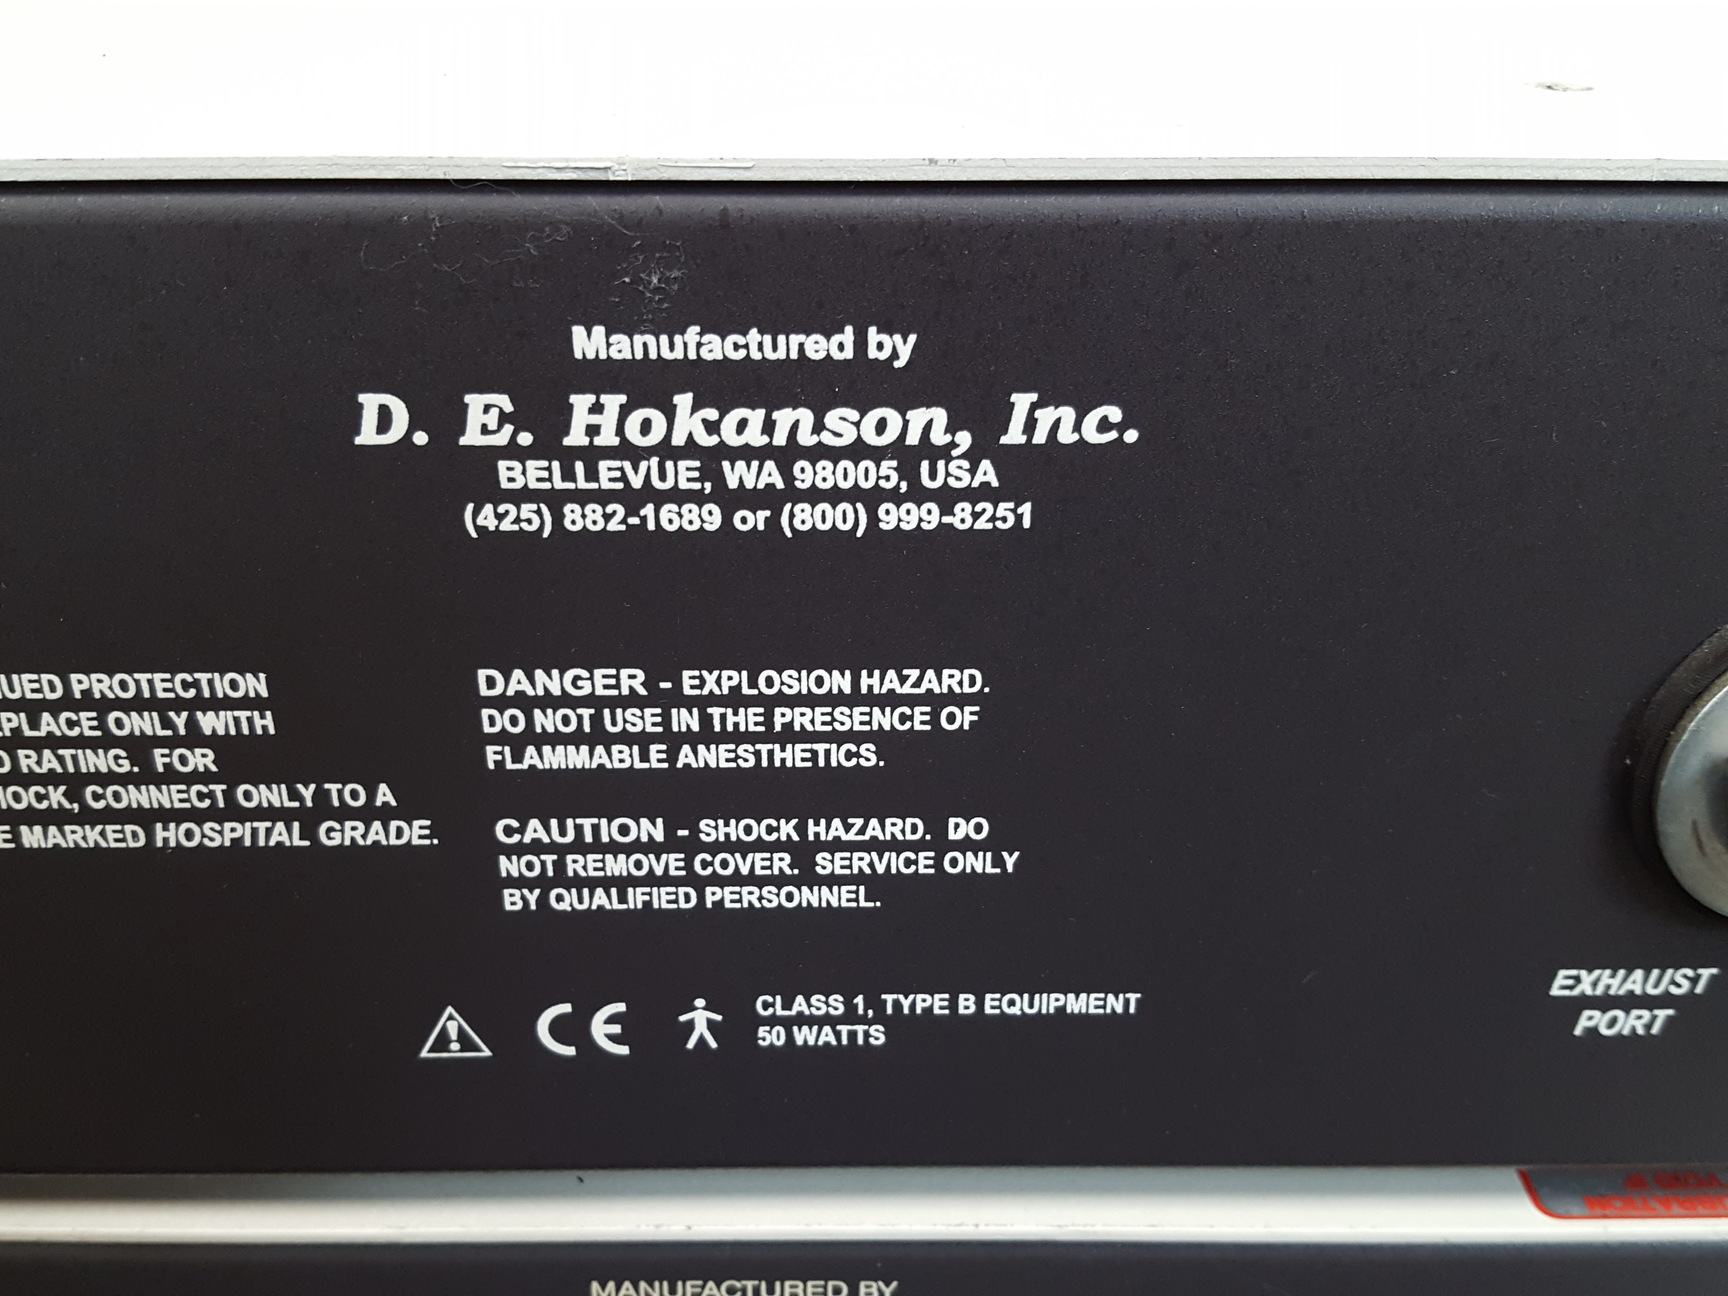 Manufactured by
D. E. Hokanson, Inc.
BELLEVUE, WA 98005, USA
(425) 882-1689 or (800) 999-8251
PROTECTION
ONLY WITH
RATING. FOR
CONNECT ONLY TO A
MARKED HOSPITAL GRADE.
DANGER - EXPLOSION HAZARD.
DO NOT USE IN THE PRESENCE OF
FLAMMABLE ANESTHETICS.
CAUTION - SHOCK HAZARD. DO
NOT REMOVE COVER. SERVICE ONLY
BY QUALIFIED PERSONNEL.
CE
CLASS 1, TYPE B EQUIPMENT
50 WATTS
EXHAUST
PORT
MANUFACTURED BY